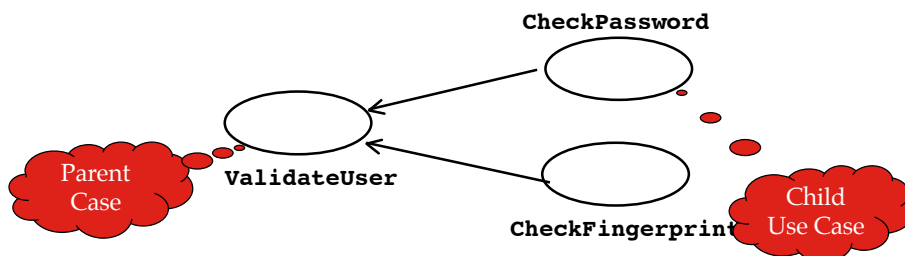 CheckPassword
Parent
Case
ValidateUser
CheckFingerprint
Child
Use Case